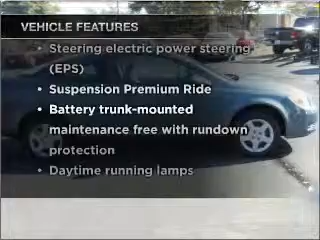 VEHICLE FEATURES
• Steering electric power steering
(EPS)
• Suspension Premium Ride
• Battery trunk-mounted
maintenance free with rundown
protection
• Daytime running lamps